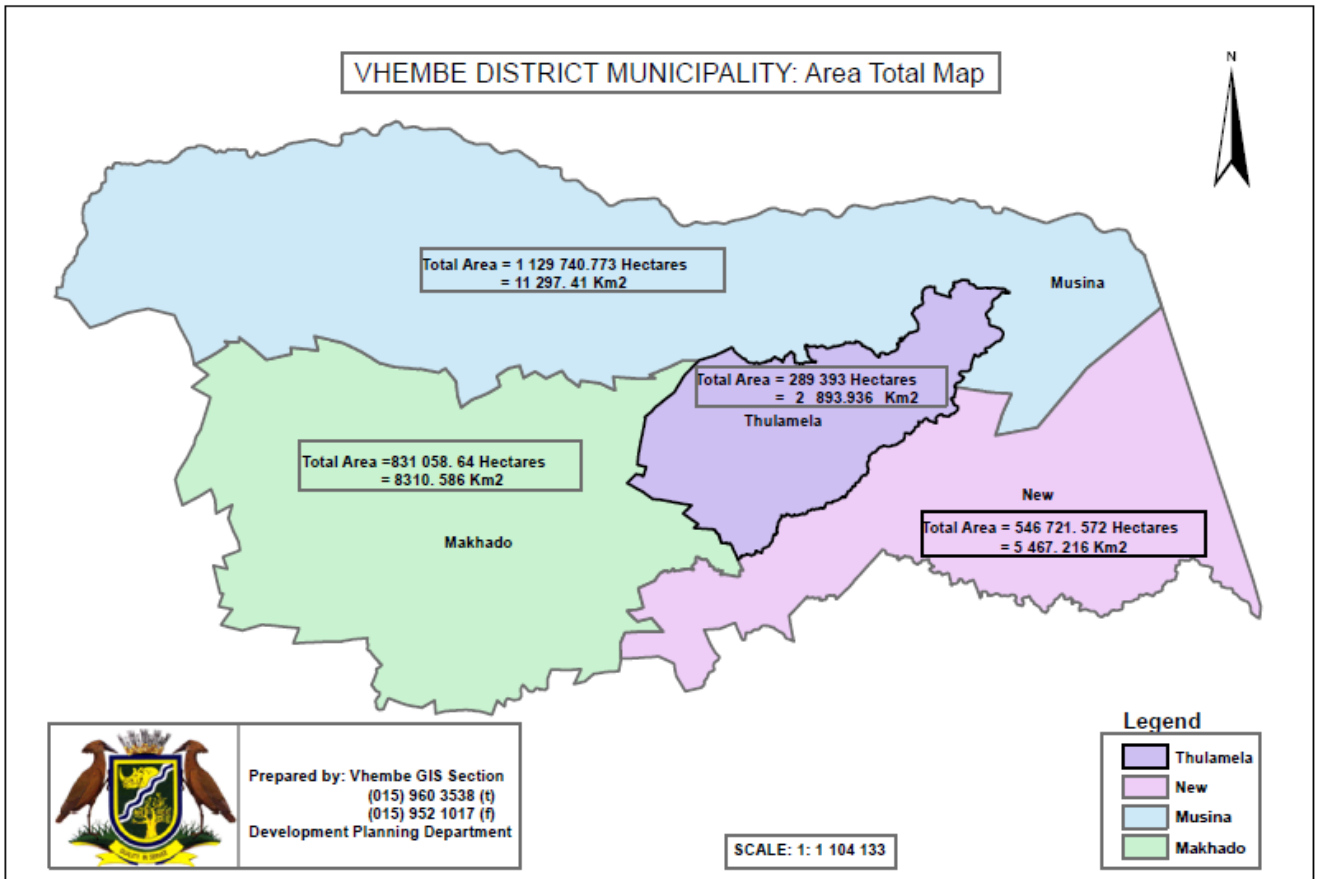 VHEMBE DISTRICT MUNICIPALITY: Area Total Map
N
Total Area = 1 129 740.773 Hectares
= 11 297. 41 Km2
Musina
Total Area = 289 393 Hectares
= 2 893.936 Km2
Thulamela
Total Area =831 058. 64 Hectares
= 8310. 586 Km2
Makhado
New
Total Area = 546 721. 572 Hectares
= 5 467. 216 Km2
Prepared by: Vhembe GIS Section
(015) 960 3538 (t)
(015) 952 1017 (f)
Development Planning Department
SCALE: 1: 1 104 133
Legend
Thulamela
New
Musina
Makhado